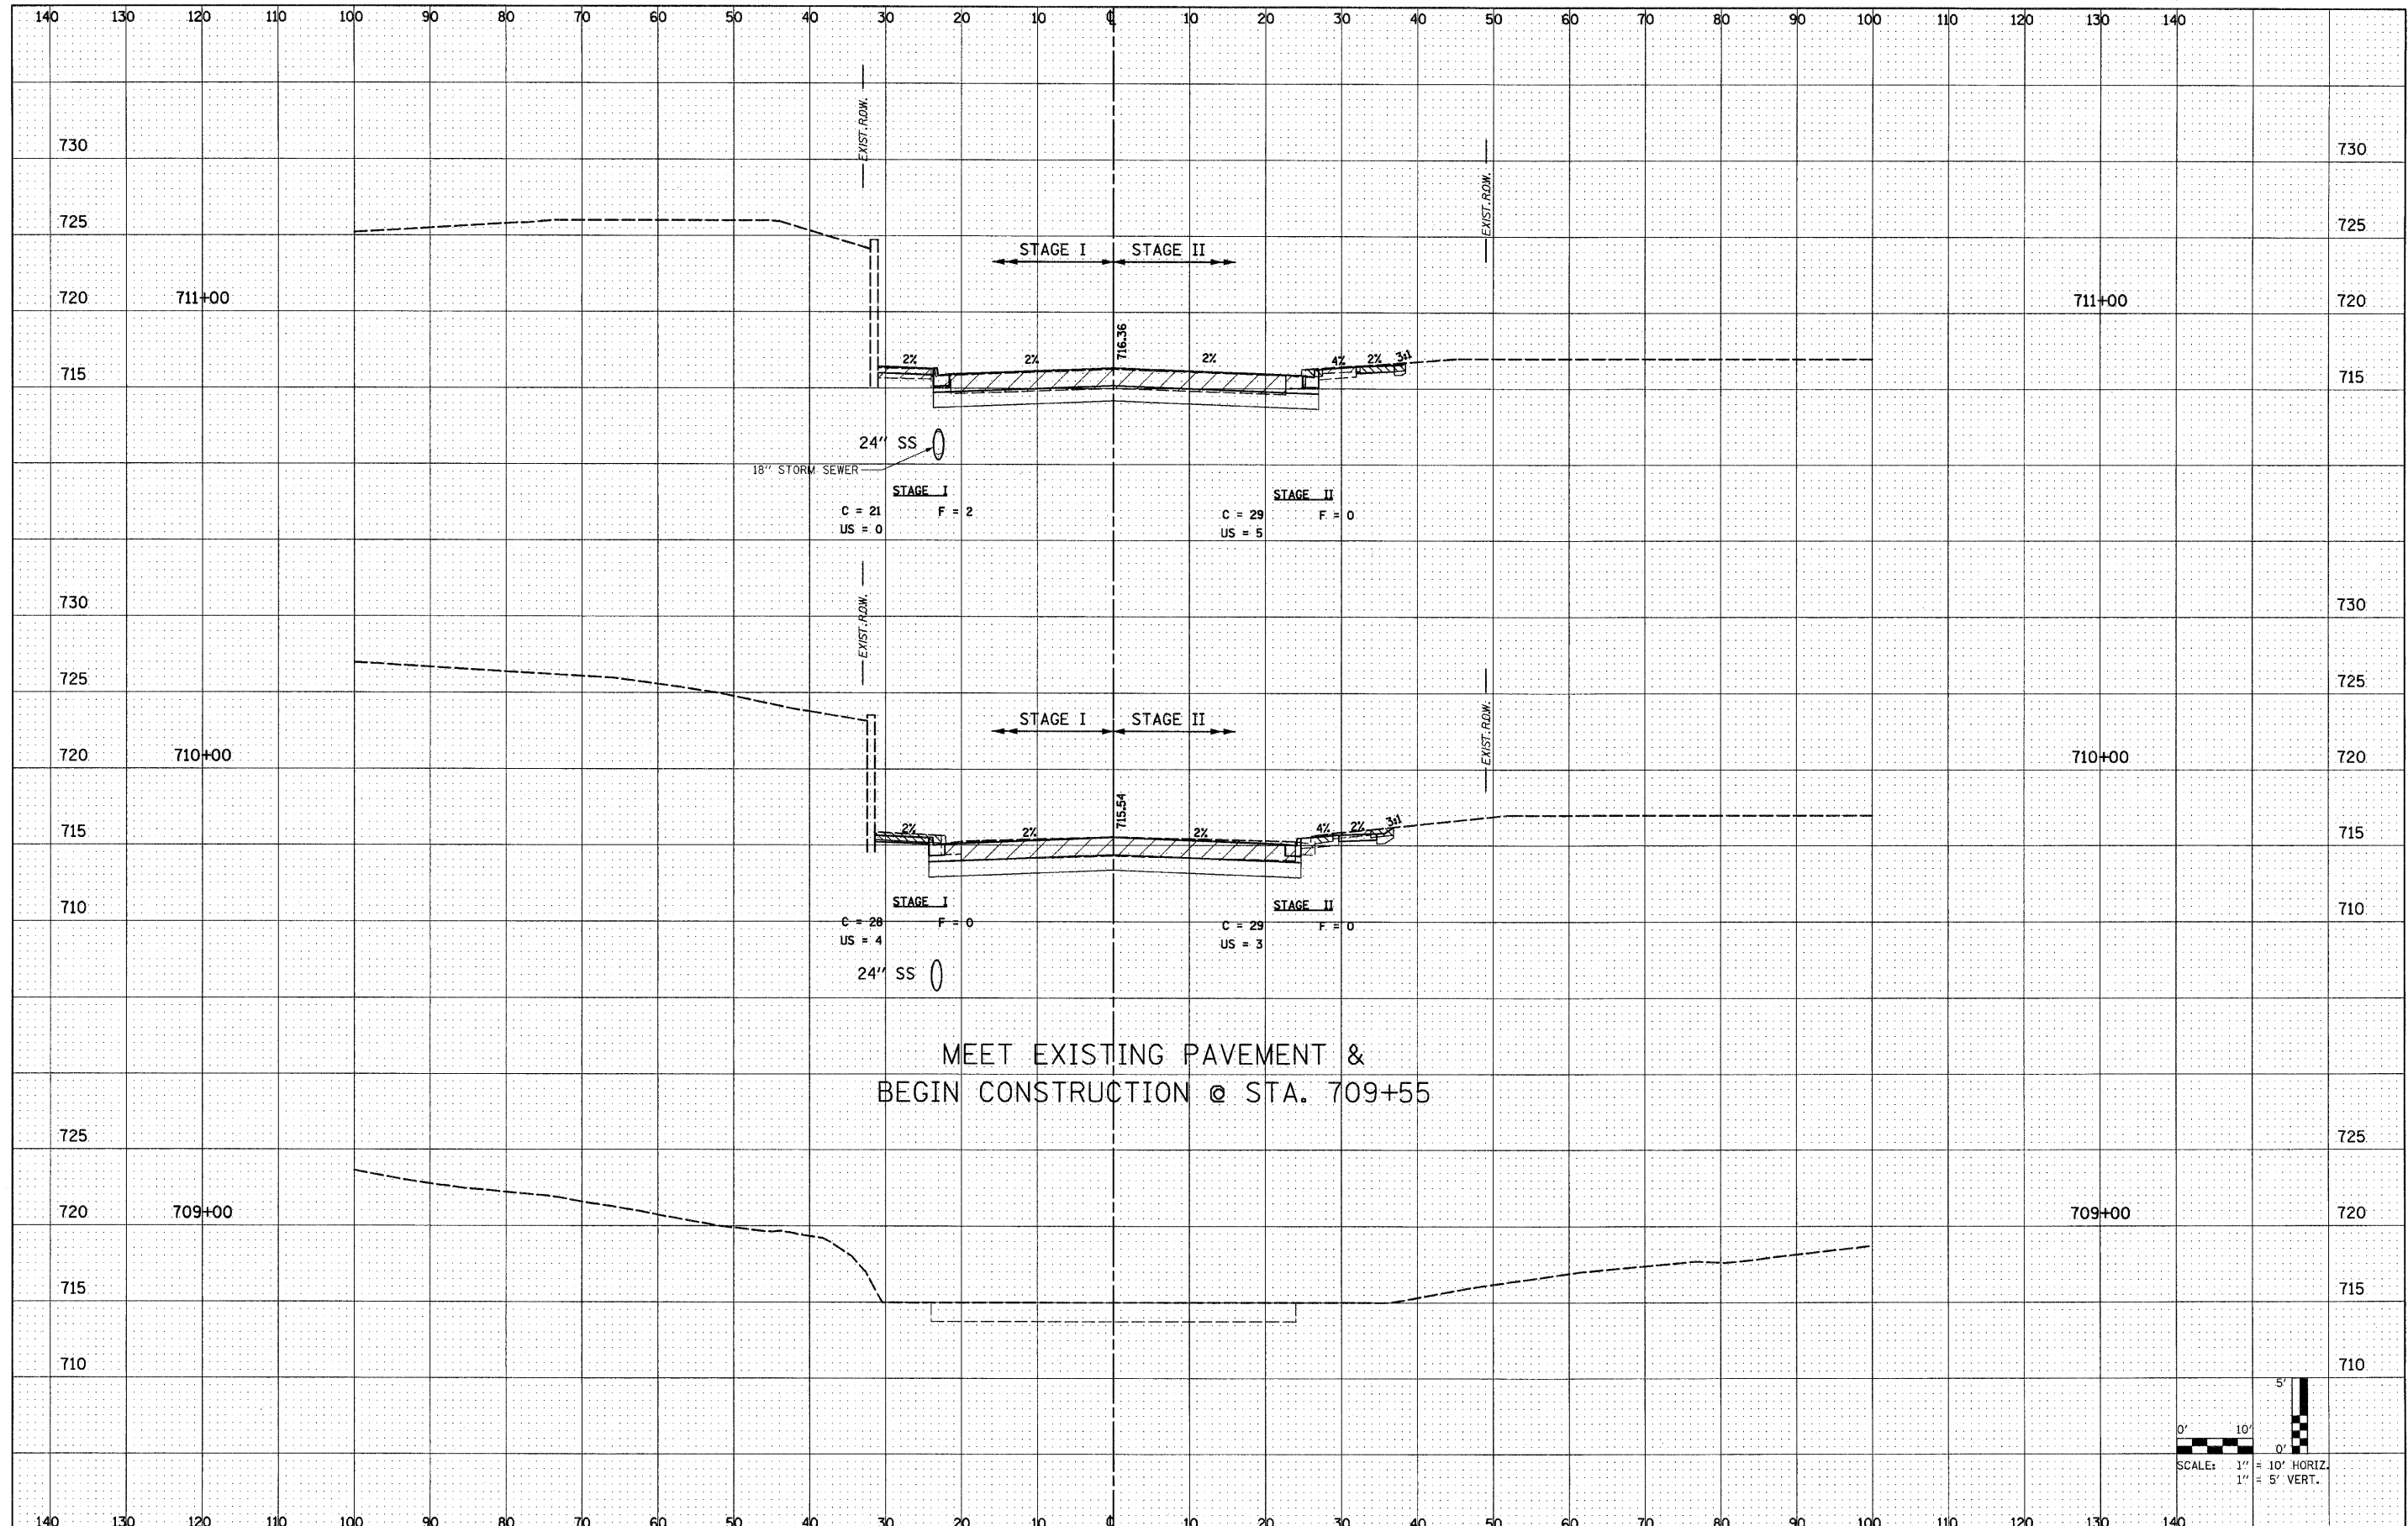 140 130 120 110 100 90 80 70 60 50 40 30 20 10 ℄ 10 20 30 40 50 60 70 80 90 100 110 120 130 140
EXIST. R.O.W.
730 730
EXIST. R.O.W.
725 725
STAGE I STAGE II
720 711+00 711+00 720
716.36
2% 2% 2% 4% 2% 3:1
715 715
24" SS
18" STORM SEWER
STAGE I STAGE II
C = 21 F = 2 C = 29 F = 0
US = 0 US = 5
EXIST. R.O.W.
730 730
725 725
EXIST. R.O.W.
STAGE I STAGE II
720 710+00 710+00 720
715.54
715 2% 2% 2% 4% 2% 3:1 715
STAGE I STAGE II
710 710
C = 28 F = 0 C = 29 F = 0
US = 4 US = 3
24" SS
MEET EXISTING PAVEMENT &
BEGIN CONSTRUCTION @ STA. 709+55
725 725
720 709+00 709+00 720
715 715
710 710
5'
0' 10'
0'
SCALE: 1" = 10' HORIZ.
1" = 5' VERT.
140 130 120 110 100 90 80 70 60 50 40 30 20 10 ℄ 10 20 30 40 50 60 70 80 90 100 110 120 130 140